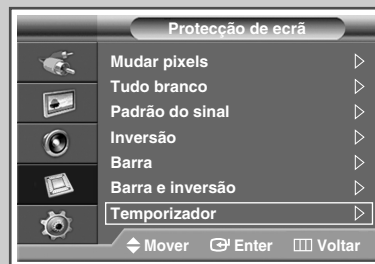 Protecção de ecrã
Mudar pixels
Tudo branco
Padrão do sinal
Inversão
Barra
Barra e inversão
Temporizador
Mover Enter Voltar